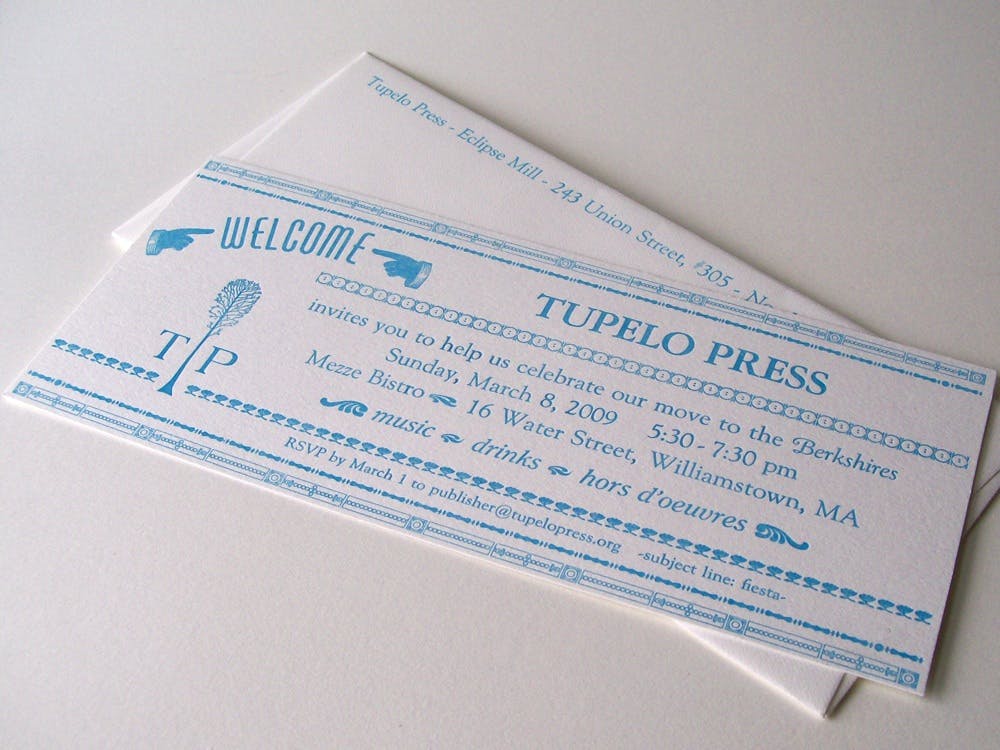 Tupelo Press - Eclipse Mill - 243 Union Street, #305 -
WELCOME
TUPELO PRESS
T P
invites you to help us celebrate our move to the Berkshires
Sunday, March 8, 2009 5:30 - 7:30 pm
Mezze Bistro 16 Water Street, Williamstown, MA
music drinks hors d'oeuvres
RSVP by March 1 to publisher@tupelopress.org -subject line: fiesta-